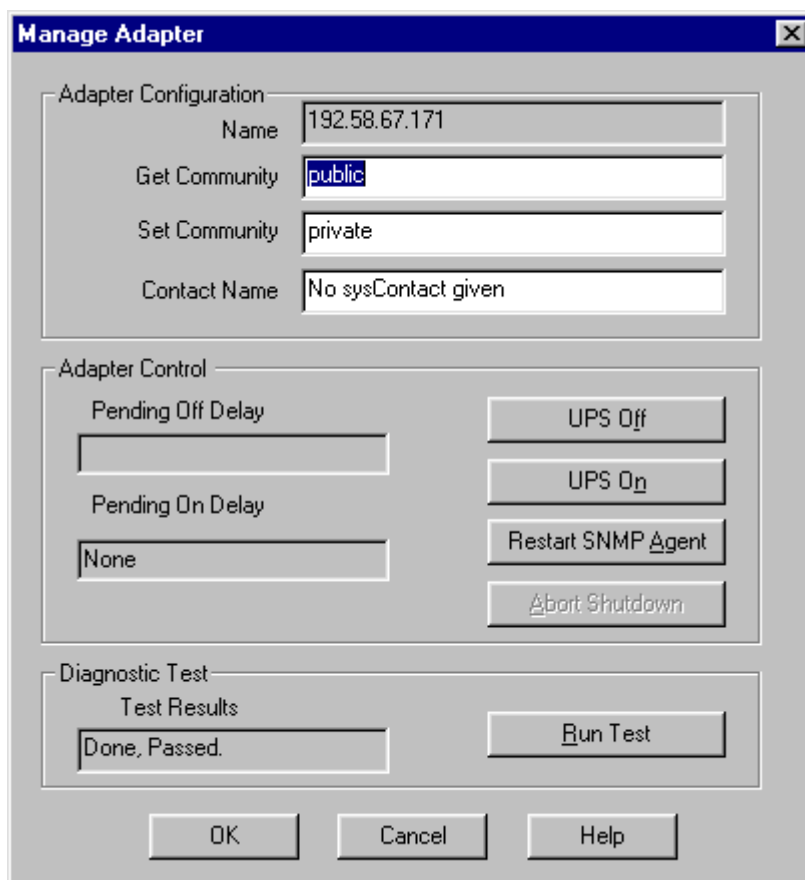 Manage Adapter
Adapter Configuration
Name 192.58.67.171
Get Community public
Set Community private
Contact Name No sysContact given
Adapter Control
Pending Off Delay
UPS Off
UPS On
Pending On Delay
None
Restart SNMP Agent
Abort Shutdown
Diagnostic Test
Test Results
Done, Passed.
Run Test
OK Cancel Help